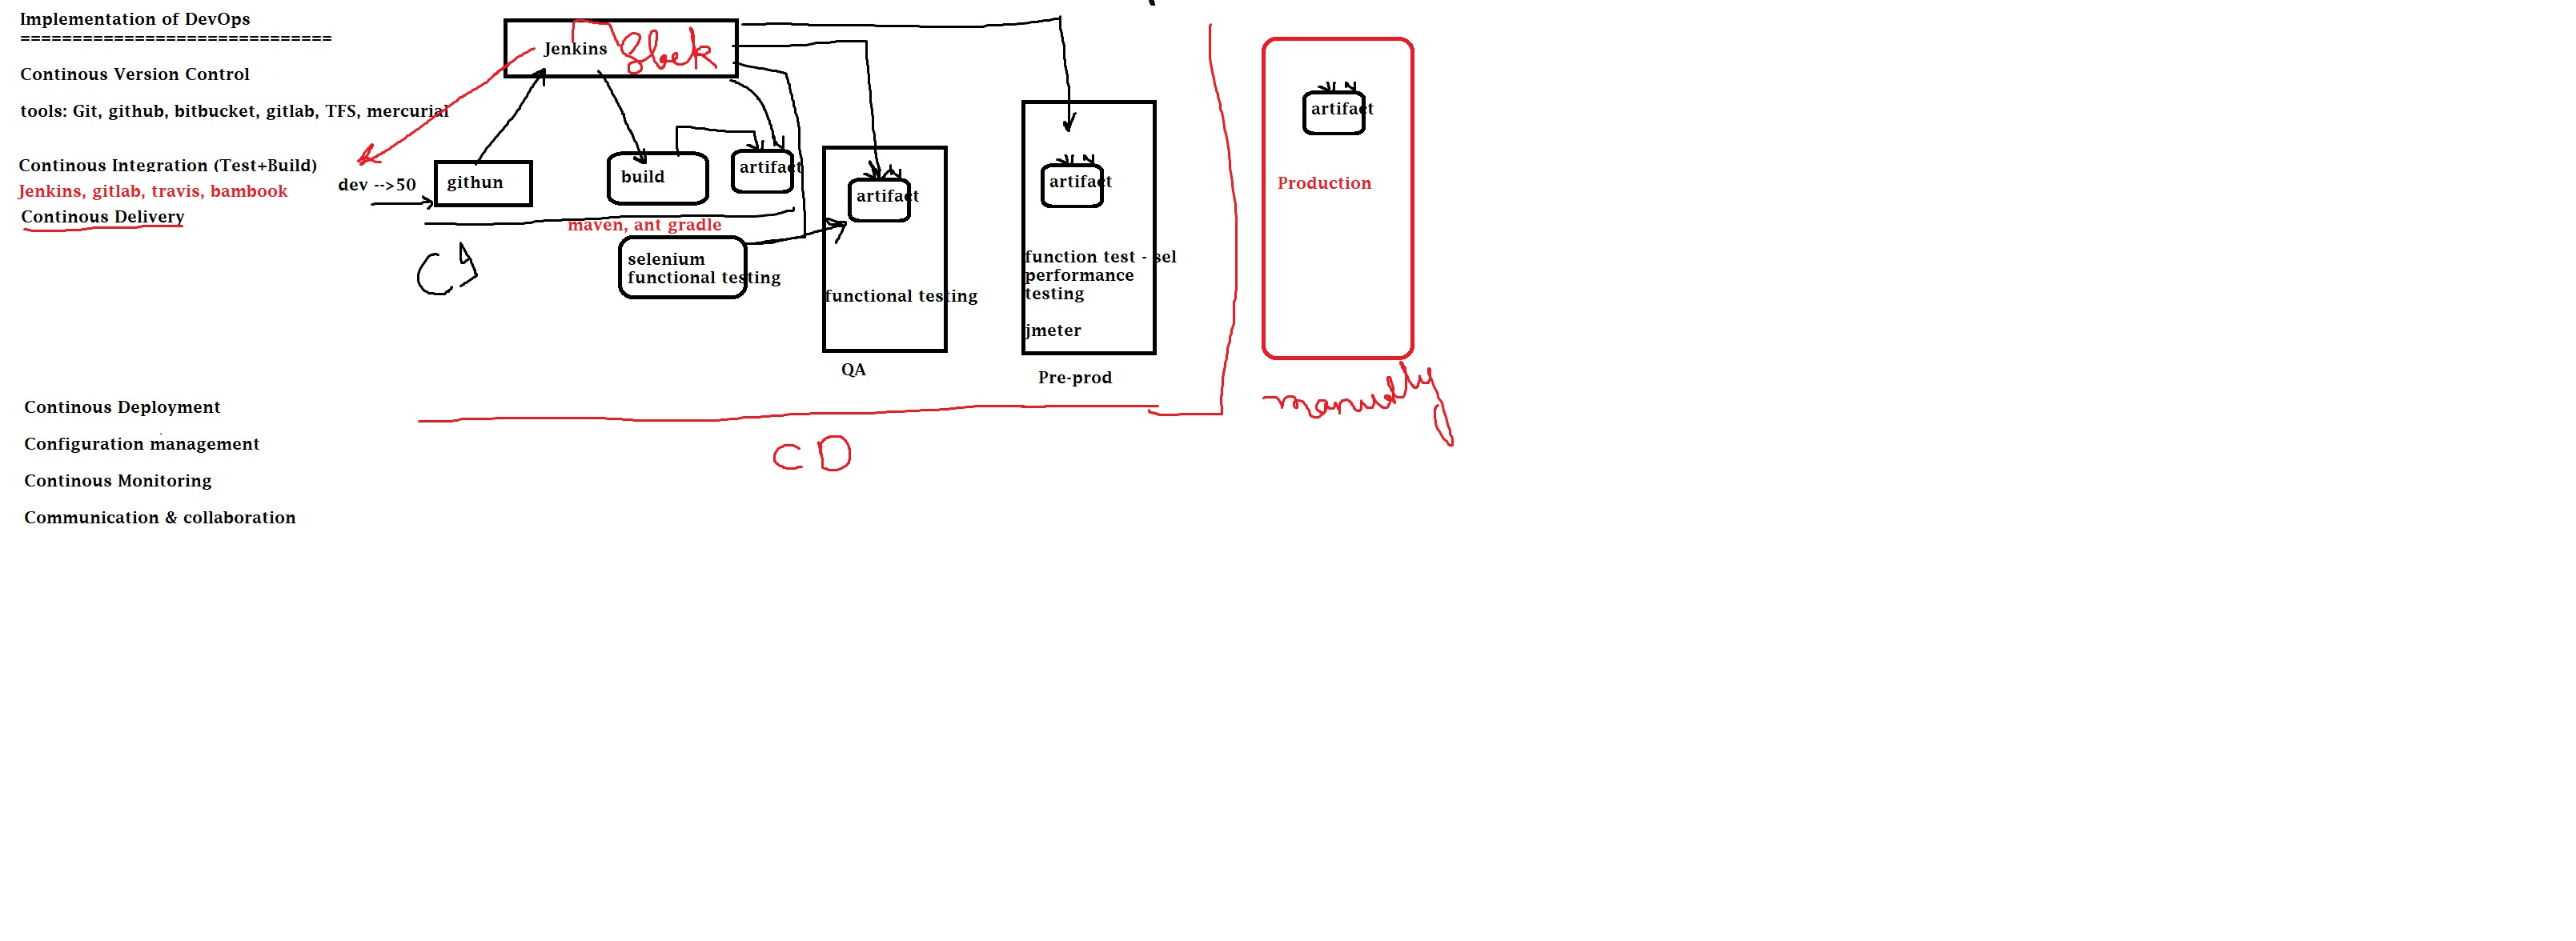 Implementation of DevOps
==============================
Continous Version Control
tools: Git, github, bitbucket, gitlab, TFS, mercurial
Continous Integration (Test+Build)
Jenkins, gitlab, travis, bambook
Continous Delivery
dev -->50
githun
Jenkins
Slack
build
artifact
maven, ant gradle
selenium
functional testing
CI
artifact
functional testing
QA
artifact
function test - sel
performance
testing
jmeter
Pre-prod
artifact
Production
manually
CD
Continous Deployment
Configuration management
Continous Monitoring
Communication & collaboration